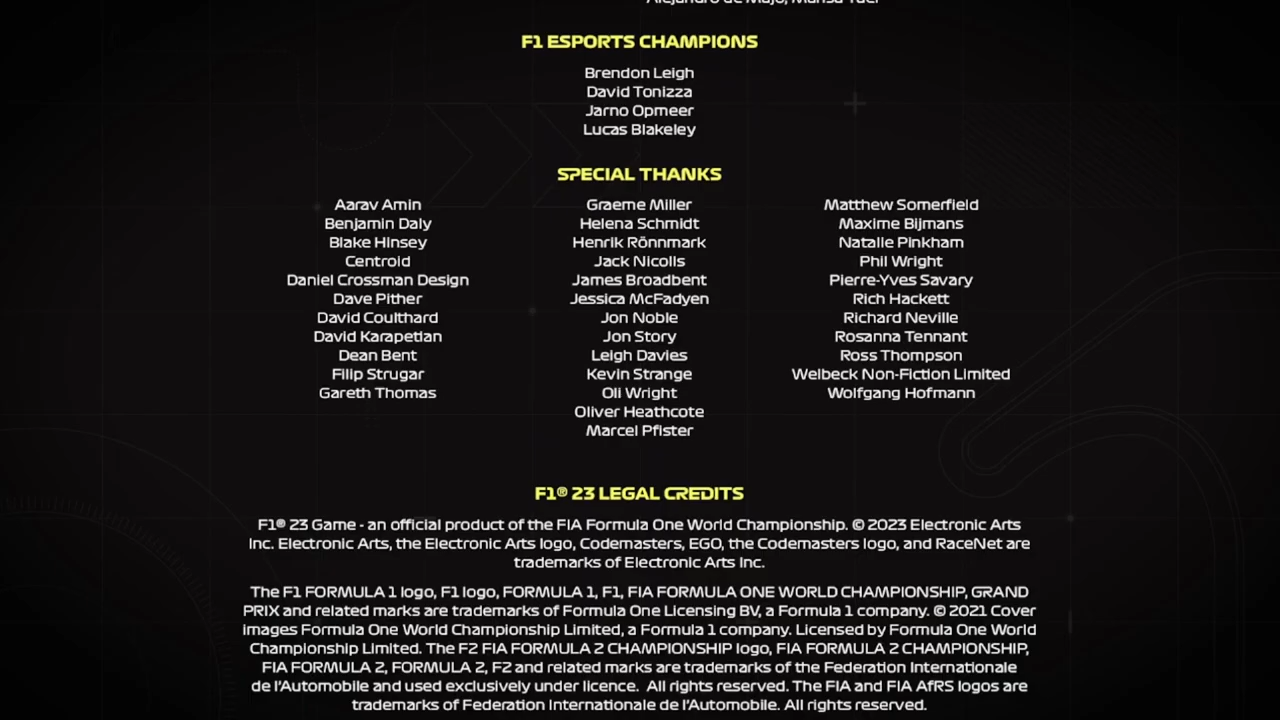 F1 ESPORTS CHAMPIONS
Brendon Leigh
David Tonizza
Jarno Opmeer
Lucas Blakeley
SPECIAL THANKS
Aarav Amin
Benjamin Daly
Blake Hinsey
Centroid
Daniel Crossman Design
Dave Pither
David Coulthard
David Karapetian
Dean Bent
Filip Strugar
Gareth Thomas
Graeme Miller
Helena Schmidt
Henrik Rönnmark
Jack Nicolls
James Broadbent
Jessica McFadyen
Jon Noble
Jon Story
Leigh Davies
Kevin Strange
Oli Wright
Oliver Heathcote
Marcel Pfister
Matthew Somerfield
Maxime Bijmans
Natalie Pinkham
Phil Wright
Pierre-Yves Savary
Rich Hackett
Richard Neville
Rosanna Tennant
Ross Thompson
Welbeck Non-Fiction Limited
Wolfgang Hofmann
F1® 23 LEGAL CREDITS
F1® 23 Game - an official product of the FIA Formula One World Championship. © 2023 Electronic Arts
Inc. Electronic Arts, the Electronic Arts logo, Codemasters, EGO, the Codemasters logo, and RaceNet are
trademarks of Electronic Arts Inc.
The F1 FORMULA 1 logo, F1 logo, FORMULA 1, F1, FIA FORMULA ONE WORLD CHAMPIONSHIP, GRAND
PRIX and related marks are trademarks of Formula One Licensing BV, a Formula 1 company. © 2021 Cover
images Formula One World Championship Limited, a Formula 1 company. Licensed by Formula One World
Championship Limited. The F2 FIA FORMULA 2 CHAMPIONSHIP logo, FIA FORMULA 2 CHAMPIONSHIP,
FIA FORMULA 2, FORMULA 2, F2 and related marks are trademarks of the Federation Internationale
de l'Automobile and used exclusively under licence. All rights reserved. The FIA and FIA AfRS logos are
trademarks of Federation Internationale de l'Automobile. All rights reserved.